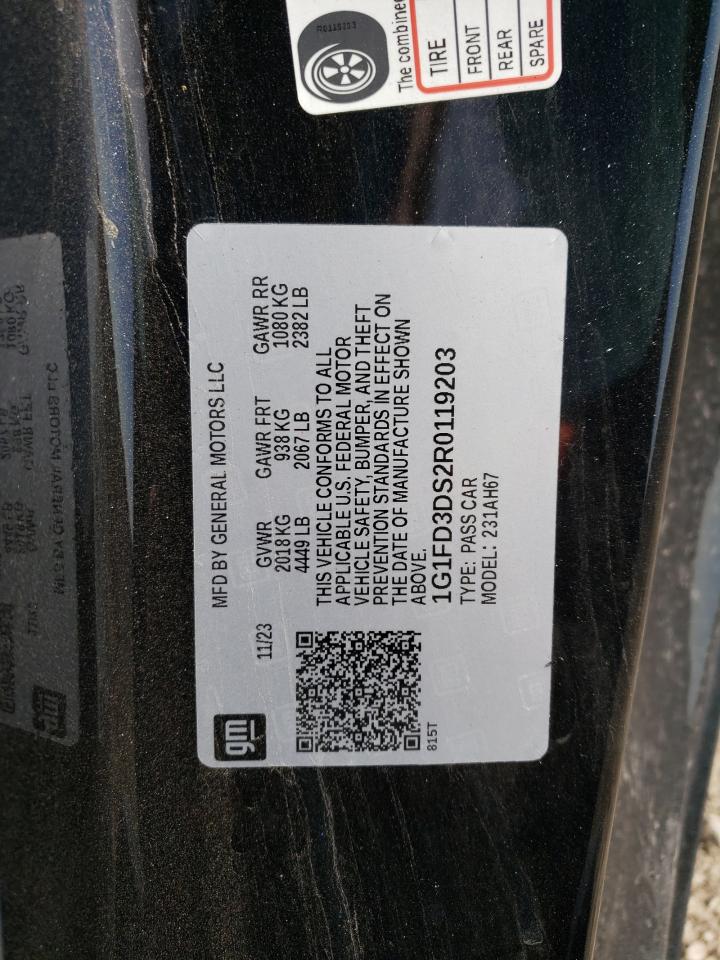 R0119203
The combined
TIRE
FRONT
REAR
SPARE
MFD BY GENERAL MOTORS LLC
gm
11/23
GVWR GAWR FRT GAWR RR
2018 KG 938 KG 1080 KG
4449 LB 2067 LB 2382 LB
THIS VEHICLE CONFORMS TO ALL
APPLICABLE U.S. FEDERAL MOTOR
VEHICLE SAFETY, BUMPER, AND THEFT
PREVENTION STANDARDS IN EFFECT ON
THE DATE OF MANUFACTURE SHOWN
ABOVE.
1G1FD3DS2R0119203
TYPE: PASS CAR
MODEL: 231AH67
815T